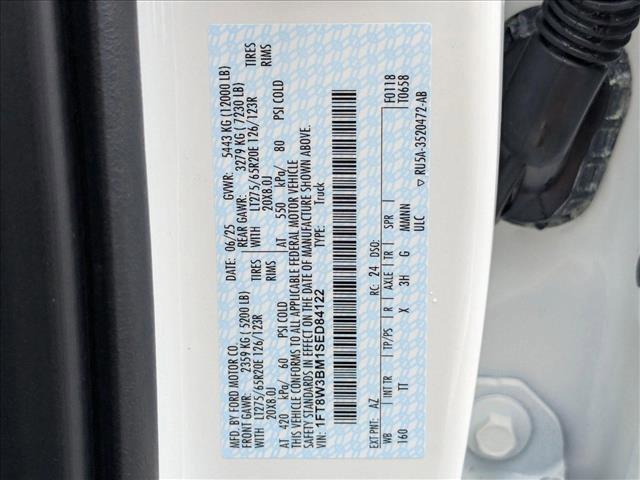 MFD. BY FORD MOTOR CO.
DATE: 06/25 GVWR: 5443 KG (12000 LB)
FRONT GAWR: 2359 KG ( 5200 LB) REAR GAWR: 3279 KG ( 7230 LB)
WITH LT275/65R20E 126/123R TIRES WITH LT275/65R20E 126/123R TIRES
20X8.0J RIMS 20X8.0J RIMS
AT 420 kPa/ 60 PSI COLD AT 550 kPa/ 80 PSI COLD
THIS VEHICLE CONFORMS TO ALL APPLICABLE FEDERAL MOTOR VEHICLE
SAFETY STANDARDS IN EFFECT ON THE DATE OF MANUFACTURE SHOWN ABOVE.
VIN: 1FT8W3BM1SED84122 TYPE: Truck
F0118
T0658
EXT PNT: AZ RC: 24 DSO:
WB INT TR TP/PS R AXLE TR SPR
160 TT X 3H G MMANN
ULC ▽ RU5A-3520472-AB